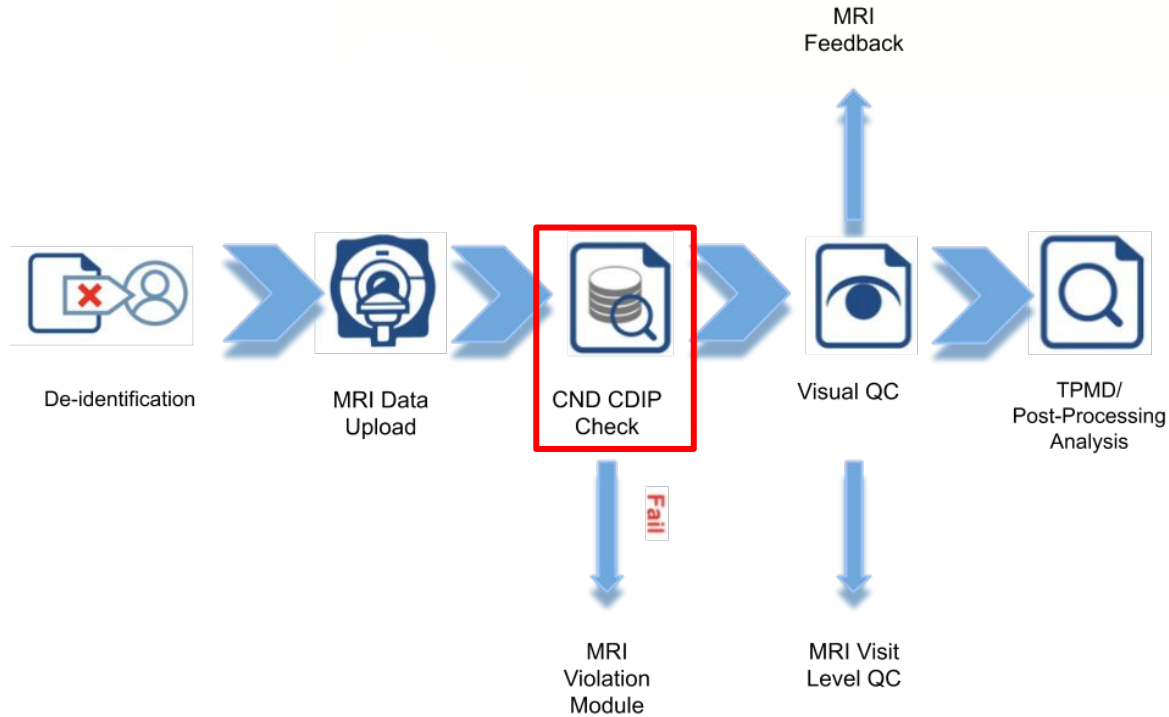 MRI
Feedback
De-identification
MRI Data
Upload
CND CDIP
Check
Visual QC
TPMD/
Post-Processing
Analysis
Fail
MRI
Violation
Module
MRI Visit
Level QC